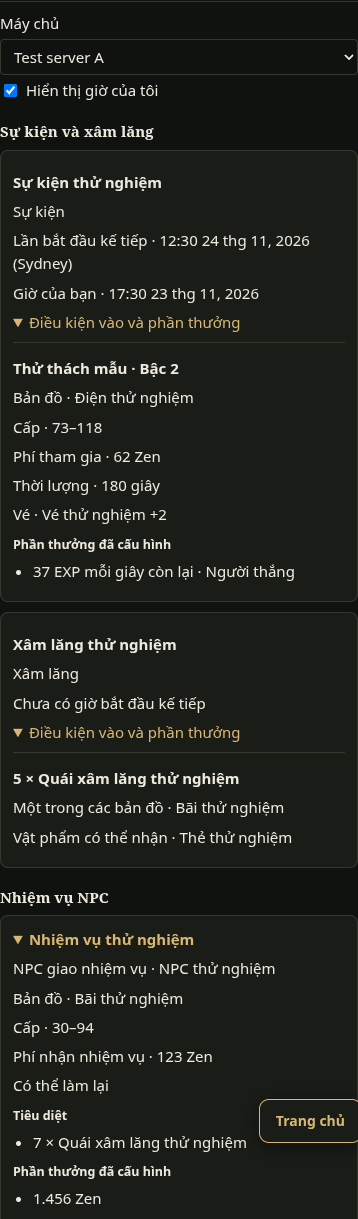 Máy chủ
Test server A
Hiển thị giờ của tôi
Sự kiện và xâm lăng
Sự kiện thử nghiệm
Sự kiện
Lần bắt đầu kế tiếp · 12:30 24 thg 11, 2026
(Sydney)
Giờ của bạn · 17:30 23 thg 11, 2026
▼ Điều kiện vào và phần thưởng
Thử thách mẫu · Bậc 2
Bản đồ · Điện thử nghiệm
Cấp · 73–118
Phí tham gia · 62 Zen
Thời lượng · 180 giây
Vé · Vé thử nghiệm +2
Phần thưởng đã cấu hình
• 37 EXP mỗi giây còn lại · Người thắng
Xâm lăng thử nghiệm
Xâm lăng
Chưa có giờ bắt đầu kế tiếp
▼ Điều kiện vào và phần thưởng
5 × Quái xâm lăng thử nghiệm
Một trong các bản đồ · Bãi thử nghiệm
Vật phẩm có thể nhận · Thẻ thử nghiệm
Nhiệm vụ NPC
▼ Nhiệm vụ thử nghiệm
NPC giao nhiệm vụ · NPC thử nghiệm
Bản đồ · Bãi thử nghiệm
Cấp · 30–94
Phí nhận nhiệm vụ · 123 Zen
Có thể làm lại
Tiêu diệt
• 7 × Quái xâm lăng thử nghiệm
Trang chủ
Phần thưởng đã cấu hình
• 1.456 Zen